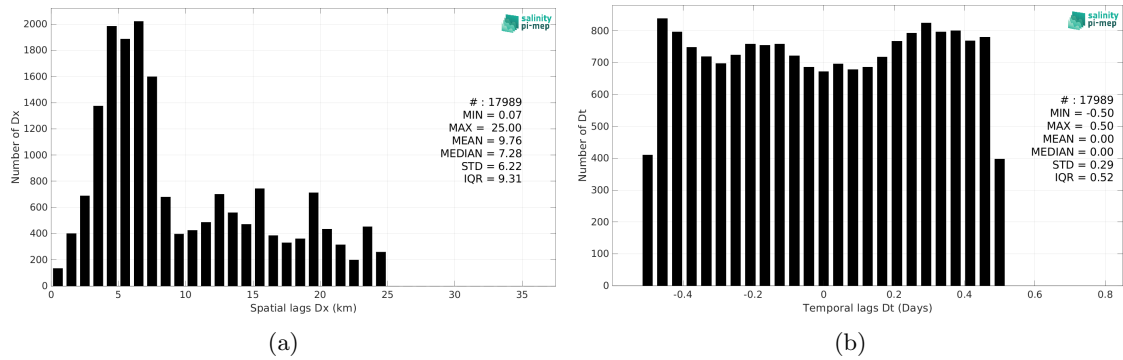 2000
1800
1600
1400
1200
1000
800
600
400
200
0
Number of Dx
0
5
10
15
20
25
30
35
Spatial lags Dx (km)
salinity
pi-mep
# : 17989
MIN = 0.07
MAX = 25.00
MEAN = 9.76
MEDIAN = 7.28
STD = 6.22
IQR = 9.31
(a)
800
700
600
500
400
300
200
100
0
Number of Dt
-0.4
-0.2
0
0.2
0.4
0.6
0.8
Temporal lags Dt (Days)
salinity
pi-mep
# : 17989
MIN = -0.50
MAX = 0.50
MEAN = 0.00
MEDIAN = 0.00
STD = 0.29
IQR = 0.52
(b)